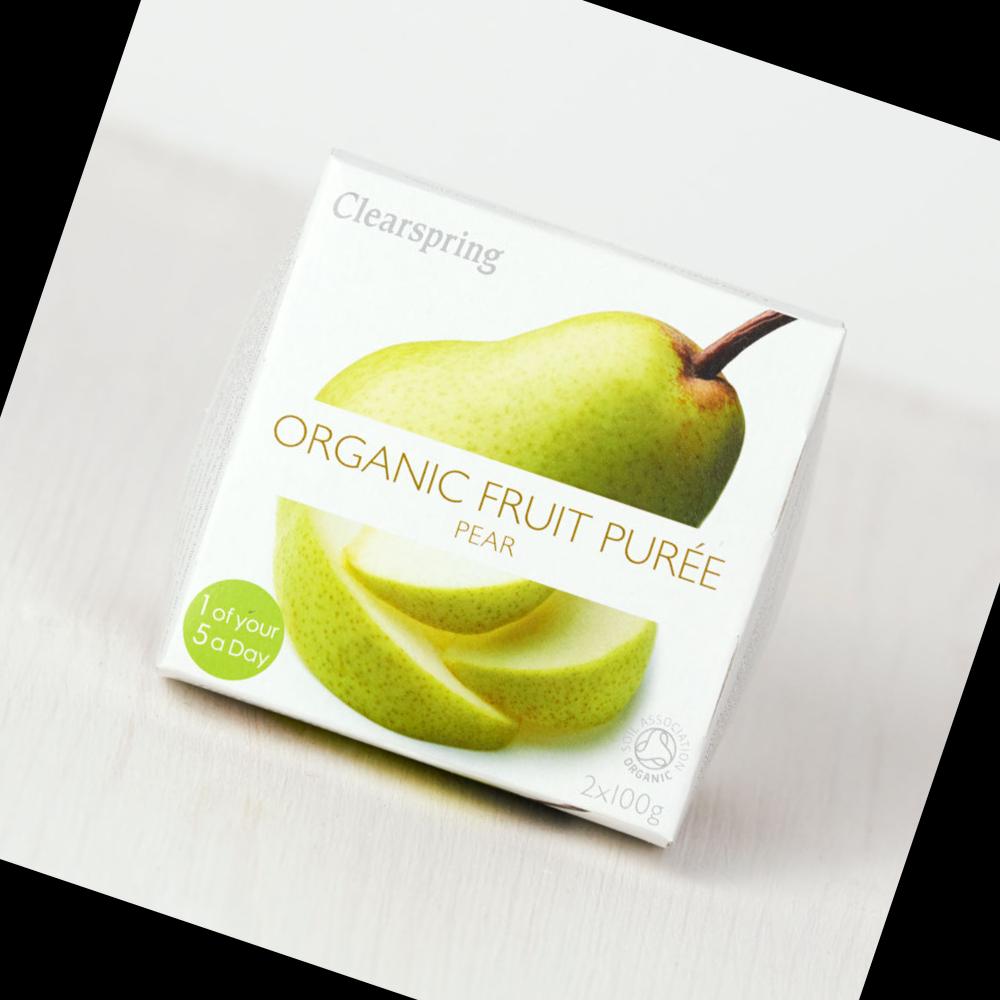 Clearspring
ORGANIC FRUIT PURÉE
PEAR
1 of your
5 a Day
SOIL ASSOCIATION
ORGANIC
2x100g